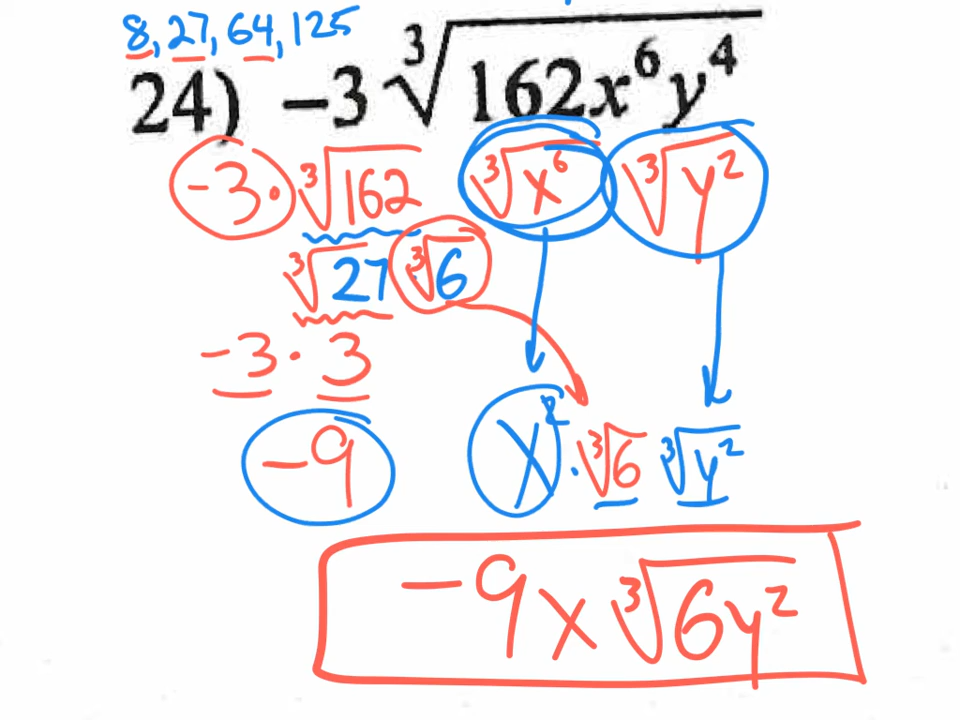 8, 27, 64, 125
24) -3∛162x⁶y⁴
-3 · ∛162 ∛x⁶ ∛y²
∛27 ∛6
-3 · 3
-9 x² · ∛6 ∛y²
-9x∛6y²